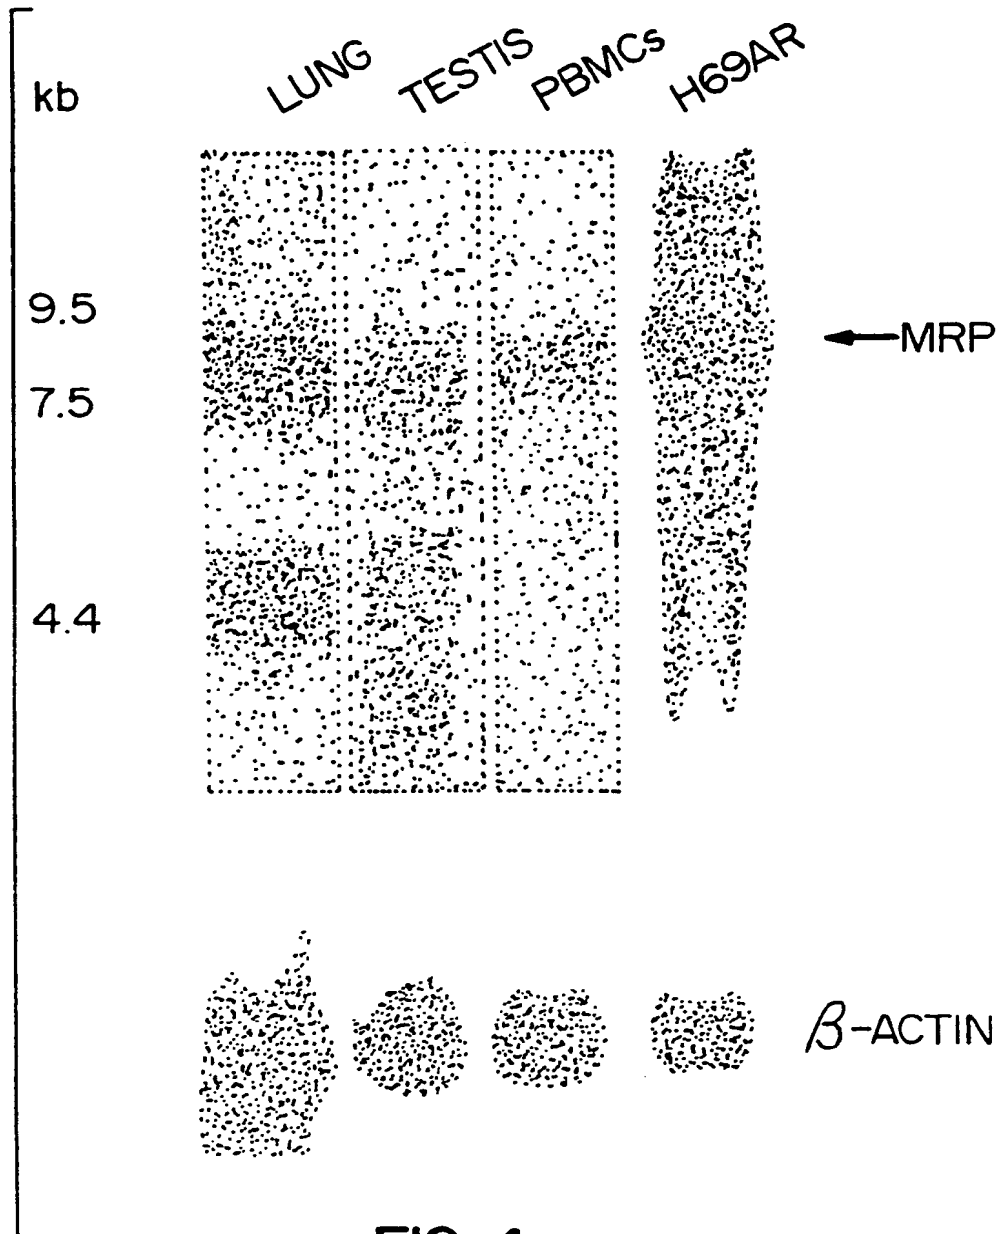 kb
LUNG
TESTIS
PBMCs
H69AR
9.5
MRP
7.5
4.4
β-ACTIN